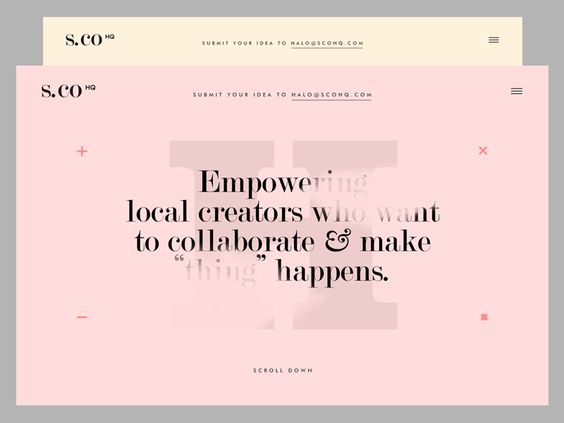 s.co HQ
SUBMIT YOUR IDEA TO HALO@SCOHQ.COM
s.co HQ
SUBMIT YOUR IDEA TO HALO@SCOHQ.COM
H
Empowering
local creators who want
to collaborate & make
“thing” happens.
SCROLL DOWN